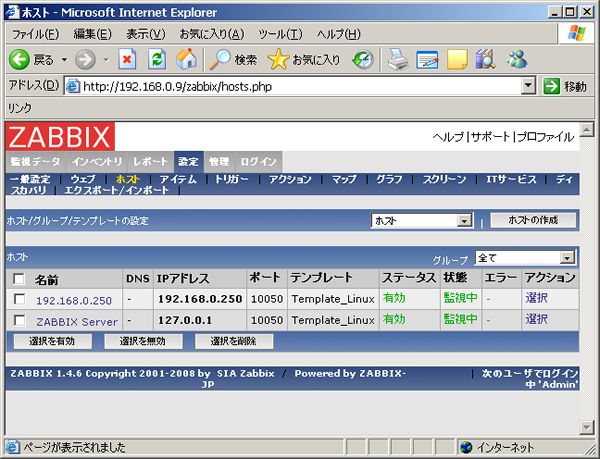 ホスト - Microsoft Internet Explorer
ファイル(F) 編集(E) 表示(V) お気に入り(A) ツール(T) ヘルプ(H)
戻る 検索 お気に入り
アドレス(D) http://192.168.0.9/zabbix/hosts.php 移動
リンク
ZABBIX ヘルプ|サポート|プロファイル
監視データ インベントリ レポート 設定 管理 ログイン
一般設定 | ウェブ | ホスト | アイテム | トリガー | アクション | マップ | グラフ | スクリーン | ITサービス | ディ
スカバリ | エクスポート/インポート |
ホスト/グループ/テンプレートの設定 ホスト | ホストの作成
ホスト グループ 全て
名前 DNS IPアドレス ポート テンプレート ステータス 状態 エラー アクション
192.168.0.250 - 192.168.0.250 10050 Template_Linux 有効 監視中 - 選択
ZABBIX Server - 127.0.0.1 10050 Template_Linux 有効 監視中 - 選択
選択を有効 選択を無効 選択を削除
ZABBIX 1.4.6 Copyright 2001-2008 by SIA Zabbix / Powered by ZABBIX-
JP
| 次のユーザでログイン
中 'Admin'
ページが表示されました インターネット